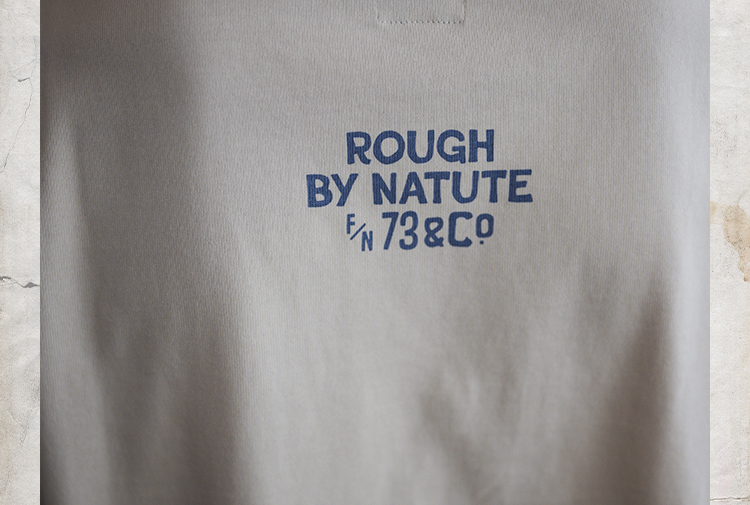 ROUGH
BY NATUTE
F/N 73 & Co